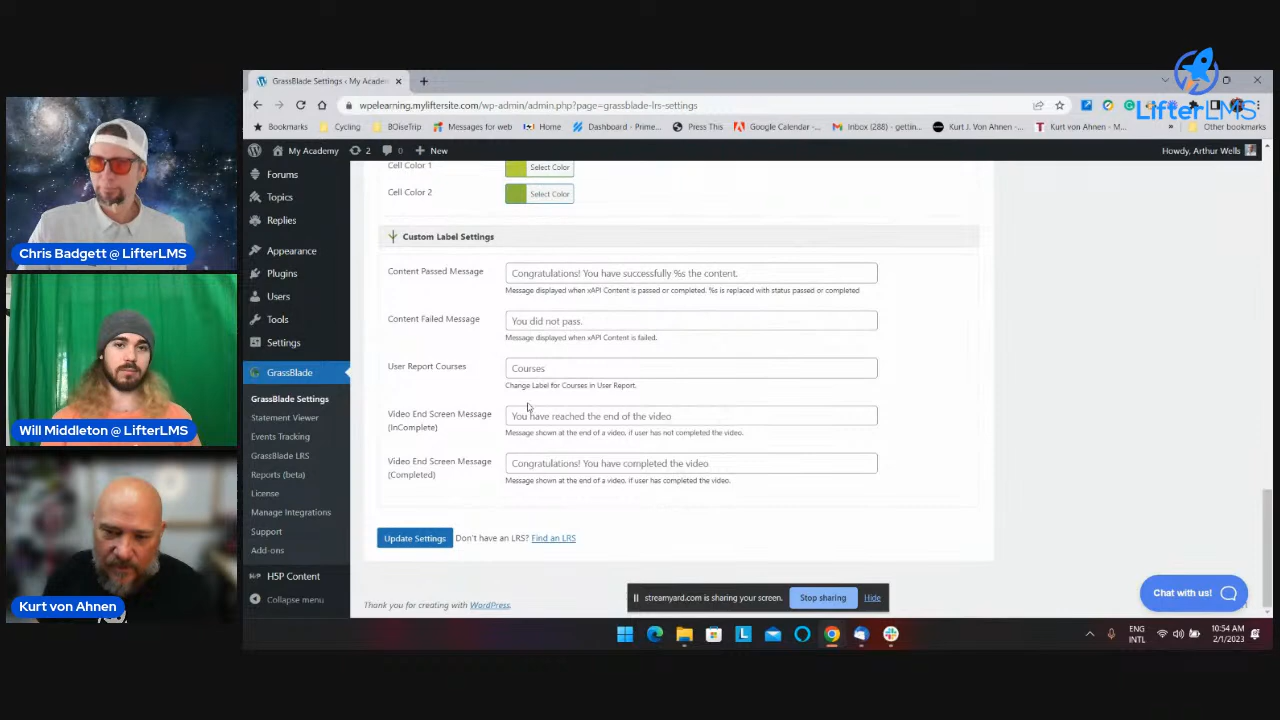 GrassBlade Settings ‹ My Acade
wpelearning.myliftersite.com/wp-admin/admin.php?page=grassblade-lrs-settings
LifterLMS
Bookmarks
Cycling
BOiseTrip
Messages for web
Home
Dashboard - Prime...
Press This
Google Calendar -...
Inbox (288) - gettin...
Kurt J. Von Ahnen -...
Kurt von Ahnen - M...
»
Other bookmarks
My Academy
2
0
New
Howdy, Arthur Wells
Forums
Topics
Replies
Appearance
Plugins
Users
Tools
Settings
GrassBlade
GrassBlade Settings
Statement Viewer
Events Tracking
GrassBlade LRS
Reports (beta)
License
Manage Integrations
Support
Add-ons
H5P Content
Collapse menu
Cell Color 1
Select Color
Cell Color 2
Select Color
Custom Label Settings
Content Passed Message
Congratulations! You have successfully %s the content.
Message displayed when xAPI Content is passed or completed. %s is replaced with status passed or completed
Content Failed Message
You did not pass.
Message displayed when xAPI Content is failed.
User Report Courses
Courses
Change Label for Courses in User Report.
Video End Screen Message
(InComplete)
You have reached the end of the video
Message shown at the end of a video, if user has not completed the video.
Video End Screen Message
(Completed)
Congratulations! You have completed the video
Message shown at the end of a video, if user has completed the video.
Update Settings
Don't have an LRS? Find an LRS
Thank you for creating with WordPress.
streamyard.com is sharing your screen.
Stop sharing
Hide
Chat with us!
ENG
INTL
10:54 AM
2/1/2023
Chris Badgett @ LifterLMS
Will Middleton @ LifterLMS
Kurt von Ahnen